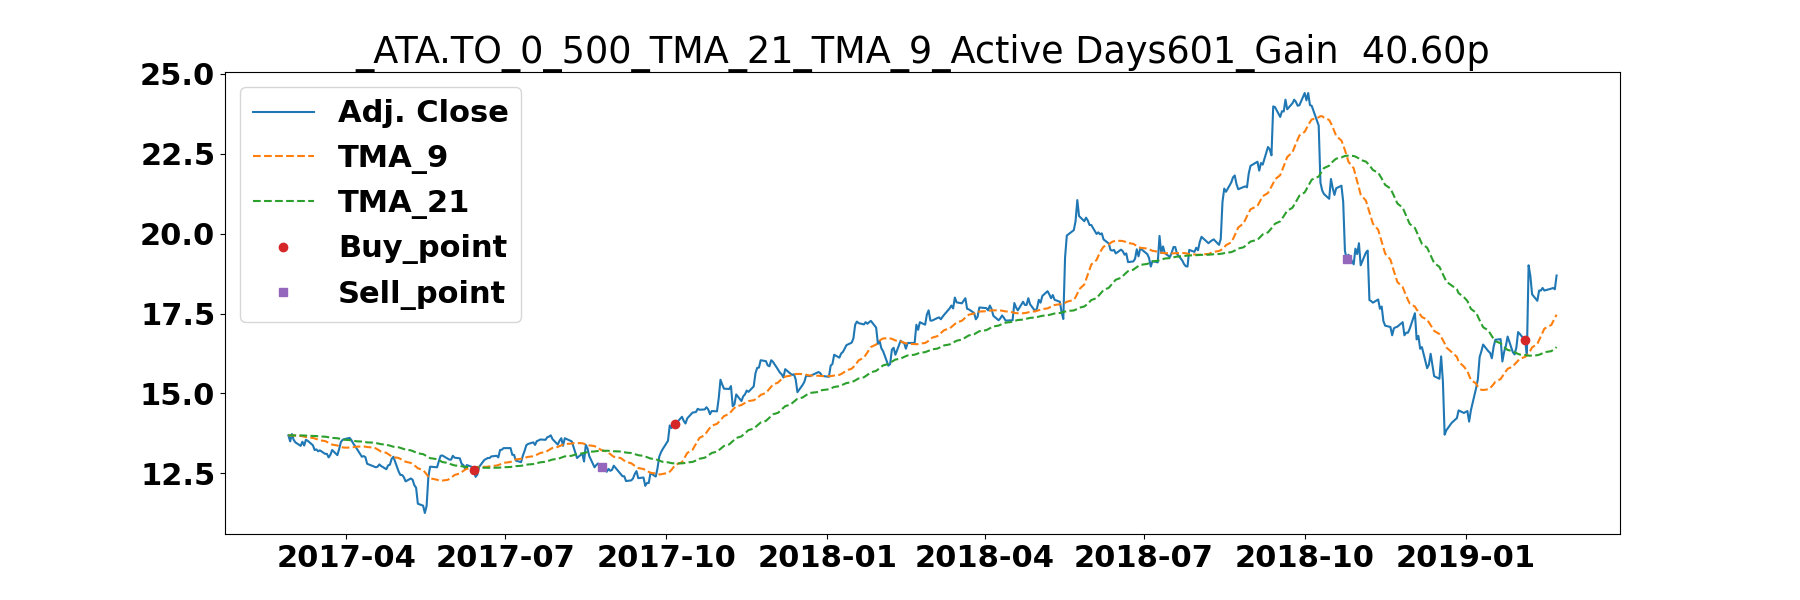 _ATA.TO_0_500_TMA_21_TMA_9_Active Days601_Gain  40.60p
25.0
22.5
20.0
17.5
15.0
12.5
Adj. Close
TMA_9
TMA_21
Buy_point
Sell_point
2017-04 2017-07 2017-10 2018-01 2018-04 2018-07 2018-10 2019-01